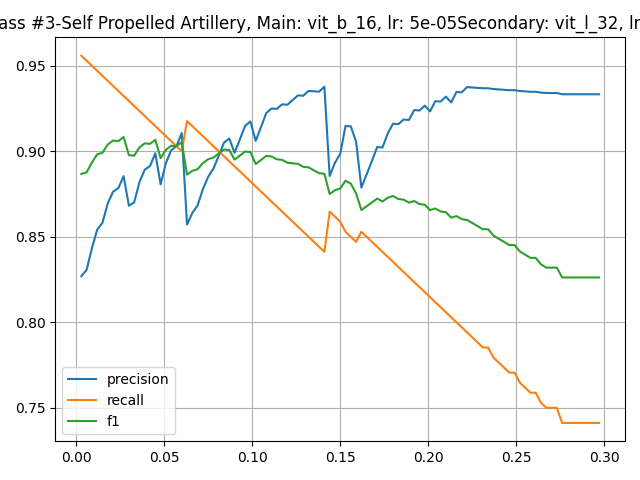 ass #3-Self Propelled Artillery, Main: vit_b_16, lr: 5e-05Secondary: vit_l_32, lr
0.95
0.90
0.85
0.80
0.75
precision
recall
f1
0.00 0.05 0.10 0.15 0.20 0.25 0.30